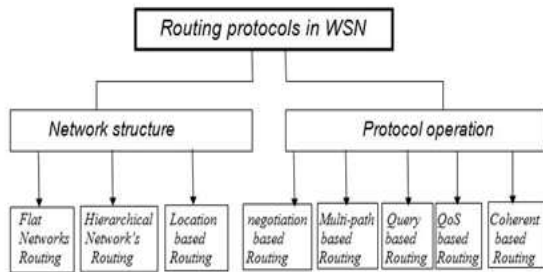 Routing protocols in WSN
Network structure
Protocol operation
Flat
Networks
Routing
Hierarchical
Network's
Routing
Location
based
Routing
negotiation
based
Routing
Multi-path
based
Routing
Query
based
Routing
QoS
based
Routing
Coherent
based
Routing